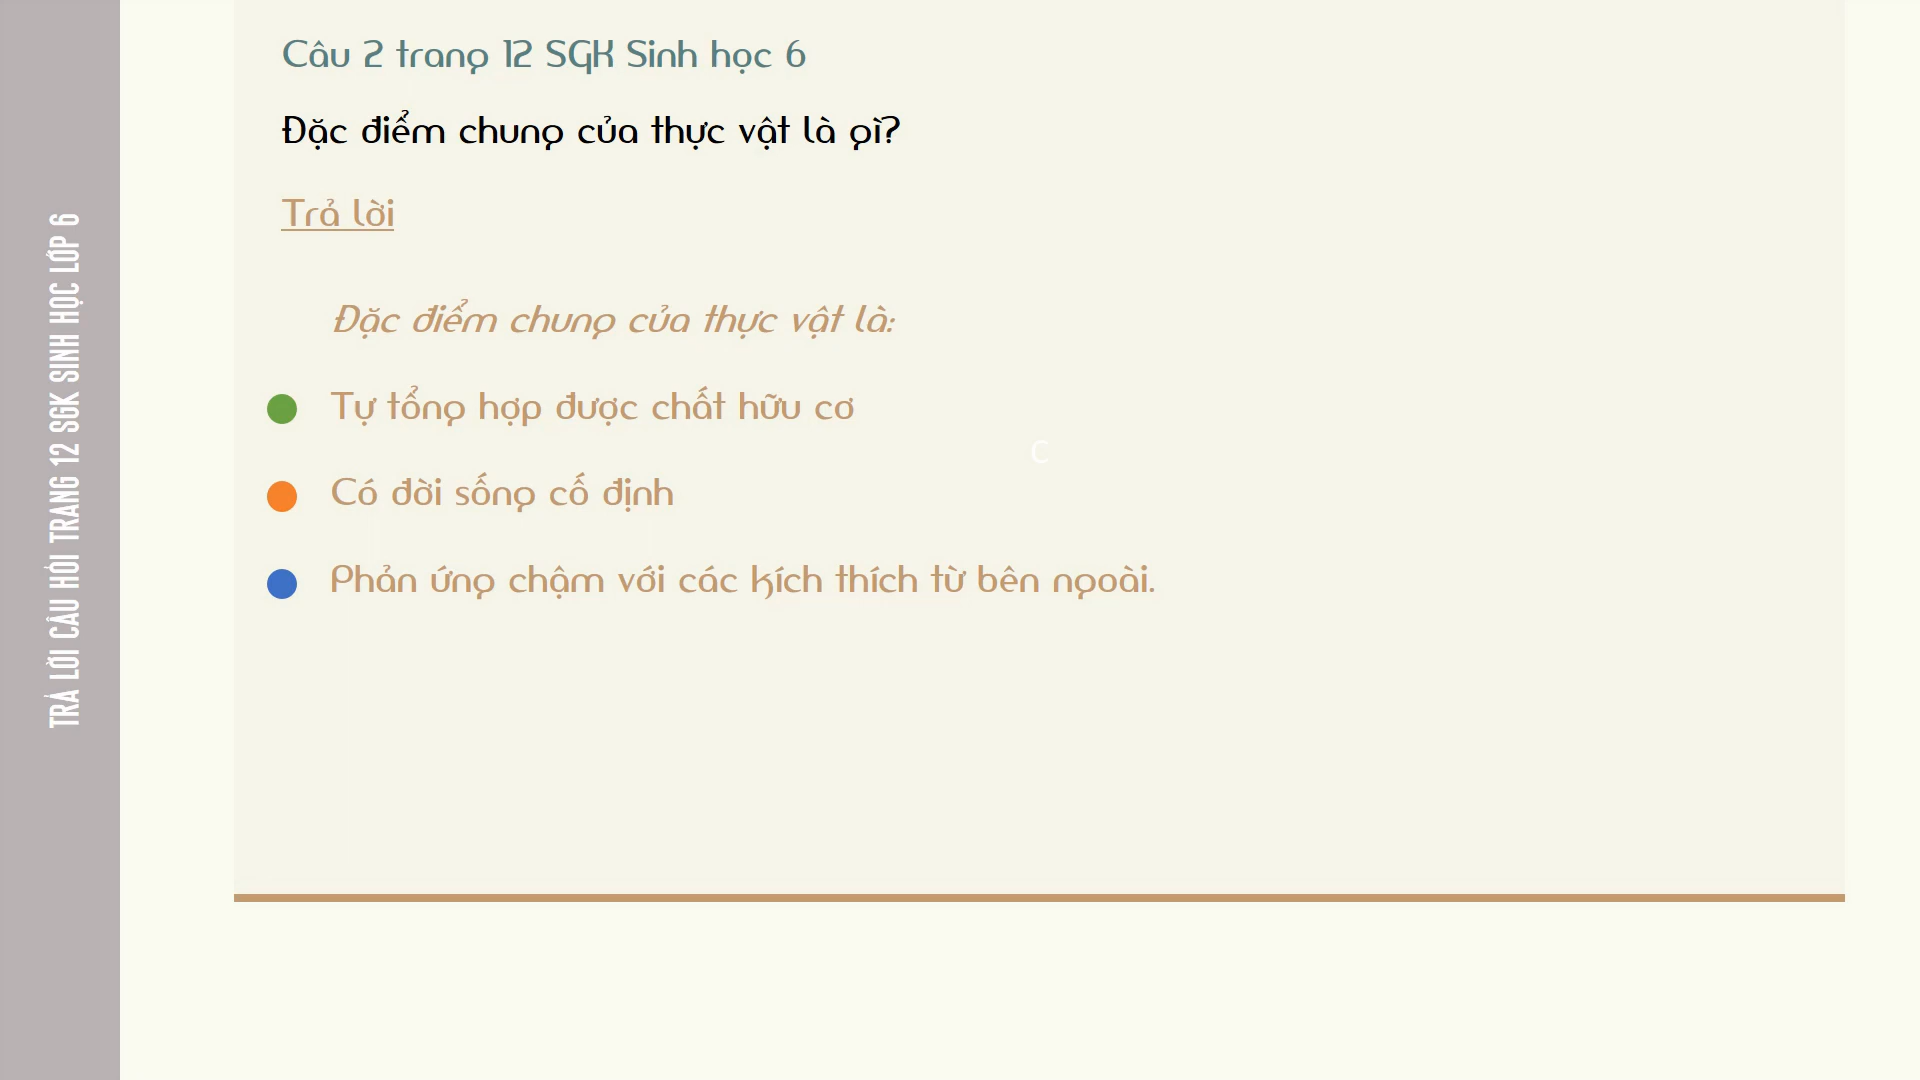 TRẢ LỜI CÂU HỎI TRANG 12 SGK SINH HỌC LỚP 6
Câu 2 trang 12 SGK Sinh học 6
Đặc điểm chung của thực vật là gì?
Trả lời
Đặc điểm chung của thực vật là:
Tự tổng hợp được chất hữu cơ
C
Có đời sống cố định
Phản ứng chậm với các kích thích từ bên ngoài.